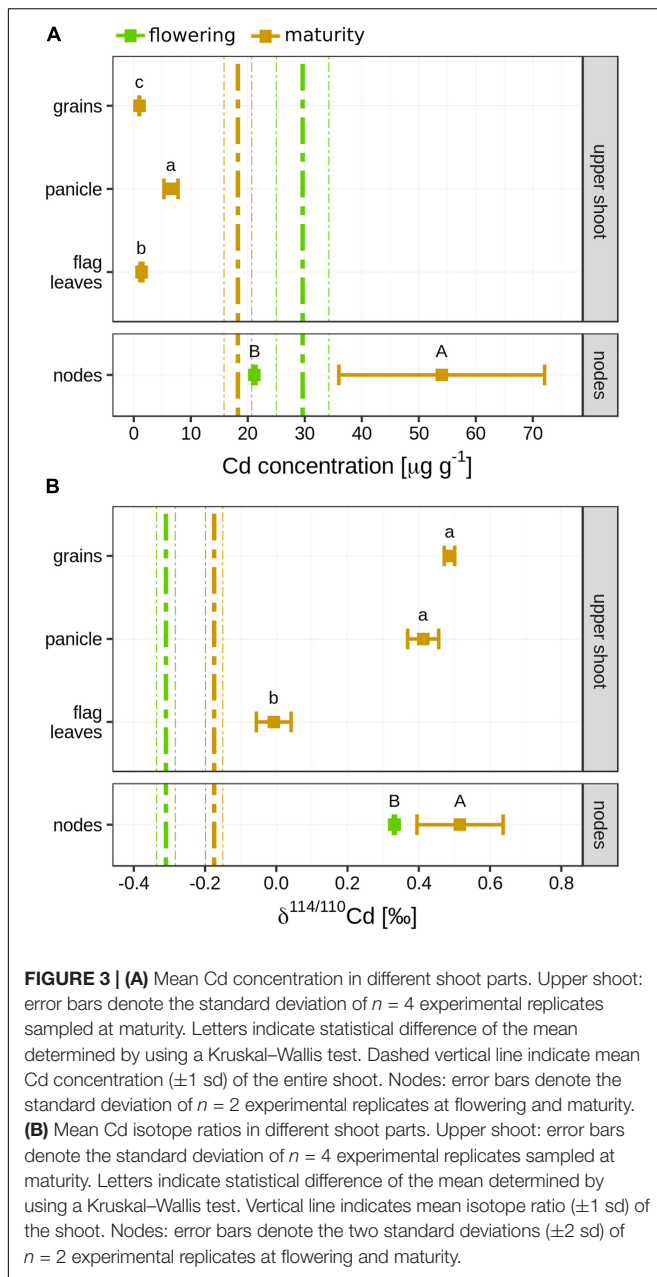 A
flowering maturity
grains c
panicle a
flag b
leaves
upper shoot
nodes B A
nodes
0 10 20 30 40 50 60 70
Cd concentration [µg g⁻¹]
B
grains a
panicle a
flag b
leaves
upper shoot
nodes B A
nodes
-0.4 -0.2 0.0 0.2 0.4 0.6 0.8
δ¹¹⁴/¹¹⁰Cd [‰]
FIGURE 3 | (A) Mean Cd concentration in different shoot parts. Upper shoot:
error bars denote the standard deviation of n = 4 experimental replicates
sampled at maturity. Letters indicate statistical difference of the mean
determined by using a Kruskal–Wallis test. Dashed vertical line indicate mean
Cd concentration (±1 sd) of the entire shoot. Nodes: error bars denote the
standard deviation of n = 2 experimental replicates at flowering and maturity.
(B) Mean Cd isotope ratios in different shoot parts. Upper shoot: error bars
denote the standard deviation of n = 4 experimental replicates sampled at
maturity. Letters indicate statistical difference of the mean determined by
using a Kruskal–Wallis test. Vertical line indicates mean isotope ratio (±1 sd) of
the shoot. Nodes: error bars denote the two standard deviations (±2 sd) of
n = 2 experimental replicates at flowering and maturity.